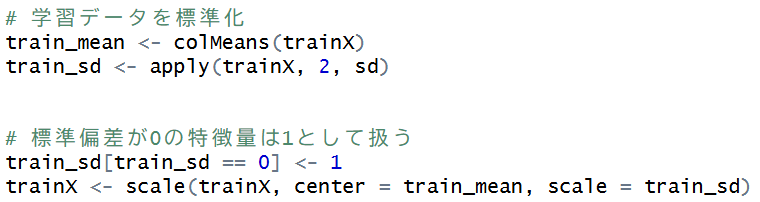 # 学習データを標準化
train_mean <- colMeans(trainX)
train_sd <- apply(trainX, 2, sd)
# 標準偏差が0の特徴量は1として扱う
train_sd[train_sd == 0] <- 1
trainX <- scale(trainX, center = train_mean, scale = train_sd)